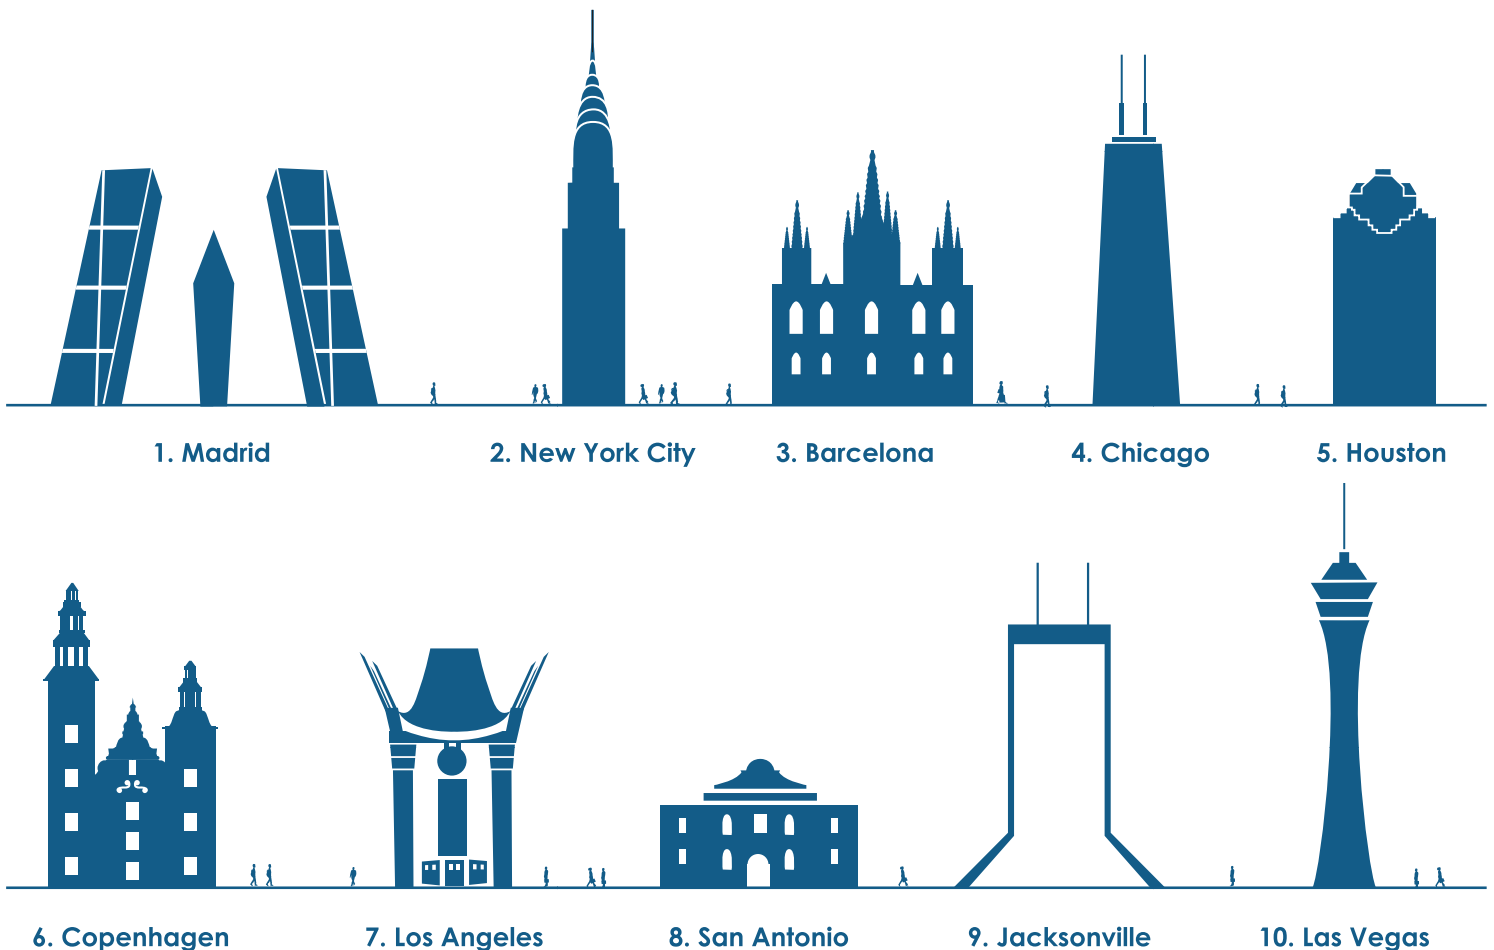 1. Madrid
2. New York City
3. Barcelona
4. Chicago
5. Houston
6. Copenhagen
7. Los Angeles
8. San Antonio
9. Jacksonville
10. Las Vegas